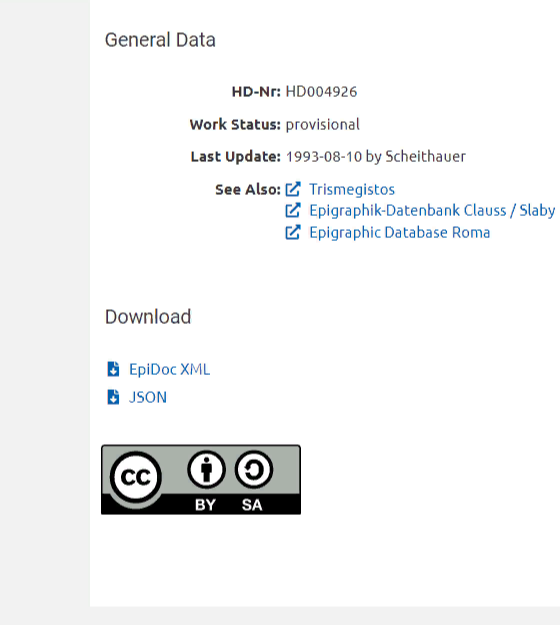 General Data
HD-Nr: HD004926
Work Status: provisional
Last Update: 1993-08-10 by Scheithauer
See Also: Trismegistos
Epigraphik-Datenbank Clauss / Slaby
Epigraphic Database Roma
Download
EpiDoc XML
JSON
cc
BY SA